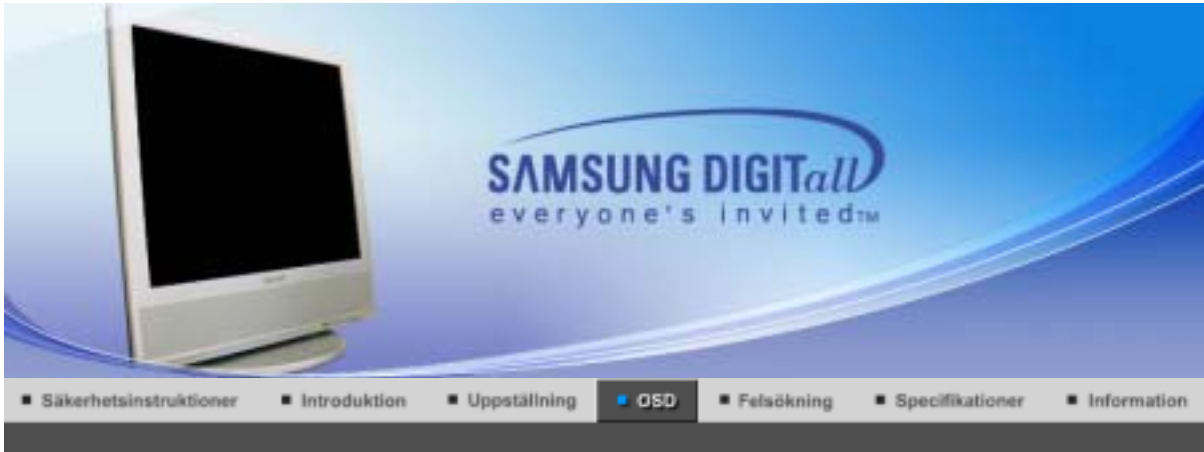 SAMSUNG DIGITall
everyone's invited™
Säkerhetsinstruktioner Introduktion Uppställning OSD Felsökning Specifikationer Information